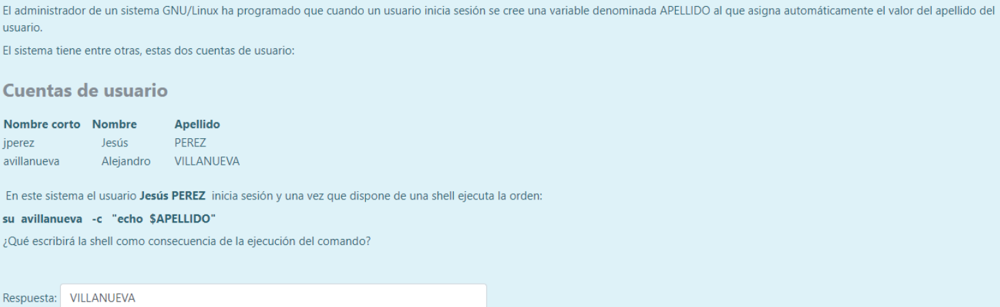 El administrador de un sistema GNU/Linux ha programado que cuando un usuario inicia sesión se cree una variable denominada APELLIDO al que asigna automáticamente el valor del apellido del
usuario.
El sistema tiene entre otras, estas dos cuentas de usuario:
Cuentas de usuario
Nombre corto Nombre Apellido
jperez Jesús PEREZ
avillanueva Alejandro VILLANUEVA
En este sistema el usuario Jesús PEREZ inicia sesión y una vez que dispone de una shell ejecuta la orden:
su avillanueva -c "echo $APELLIDO"
¿Qué escribirá la shell como consecuencia de la ejecución del comando?
Respuesta: VILLANUEVA